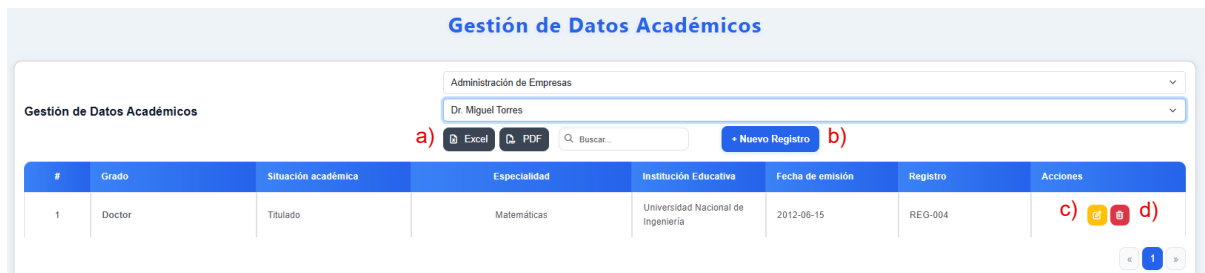 Gestión de Datos Académicos
Administración de Empresas
Gestión de Datos Académicos
Dr. Miguel Torres
a) Excel PDF Buscar... + Nuevo Registro b)
# Grado Situación académica Especialidad Institución Educativa Fecha de emisión Registro Acciones
1 Doctor Titulado Matemáticas Universidad Nacional de Ingeniería 2012-06-15 REG-004 c) d)
« 1 »